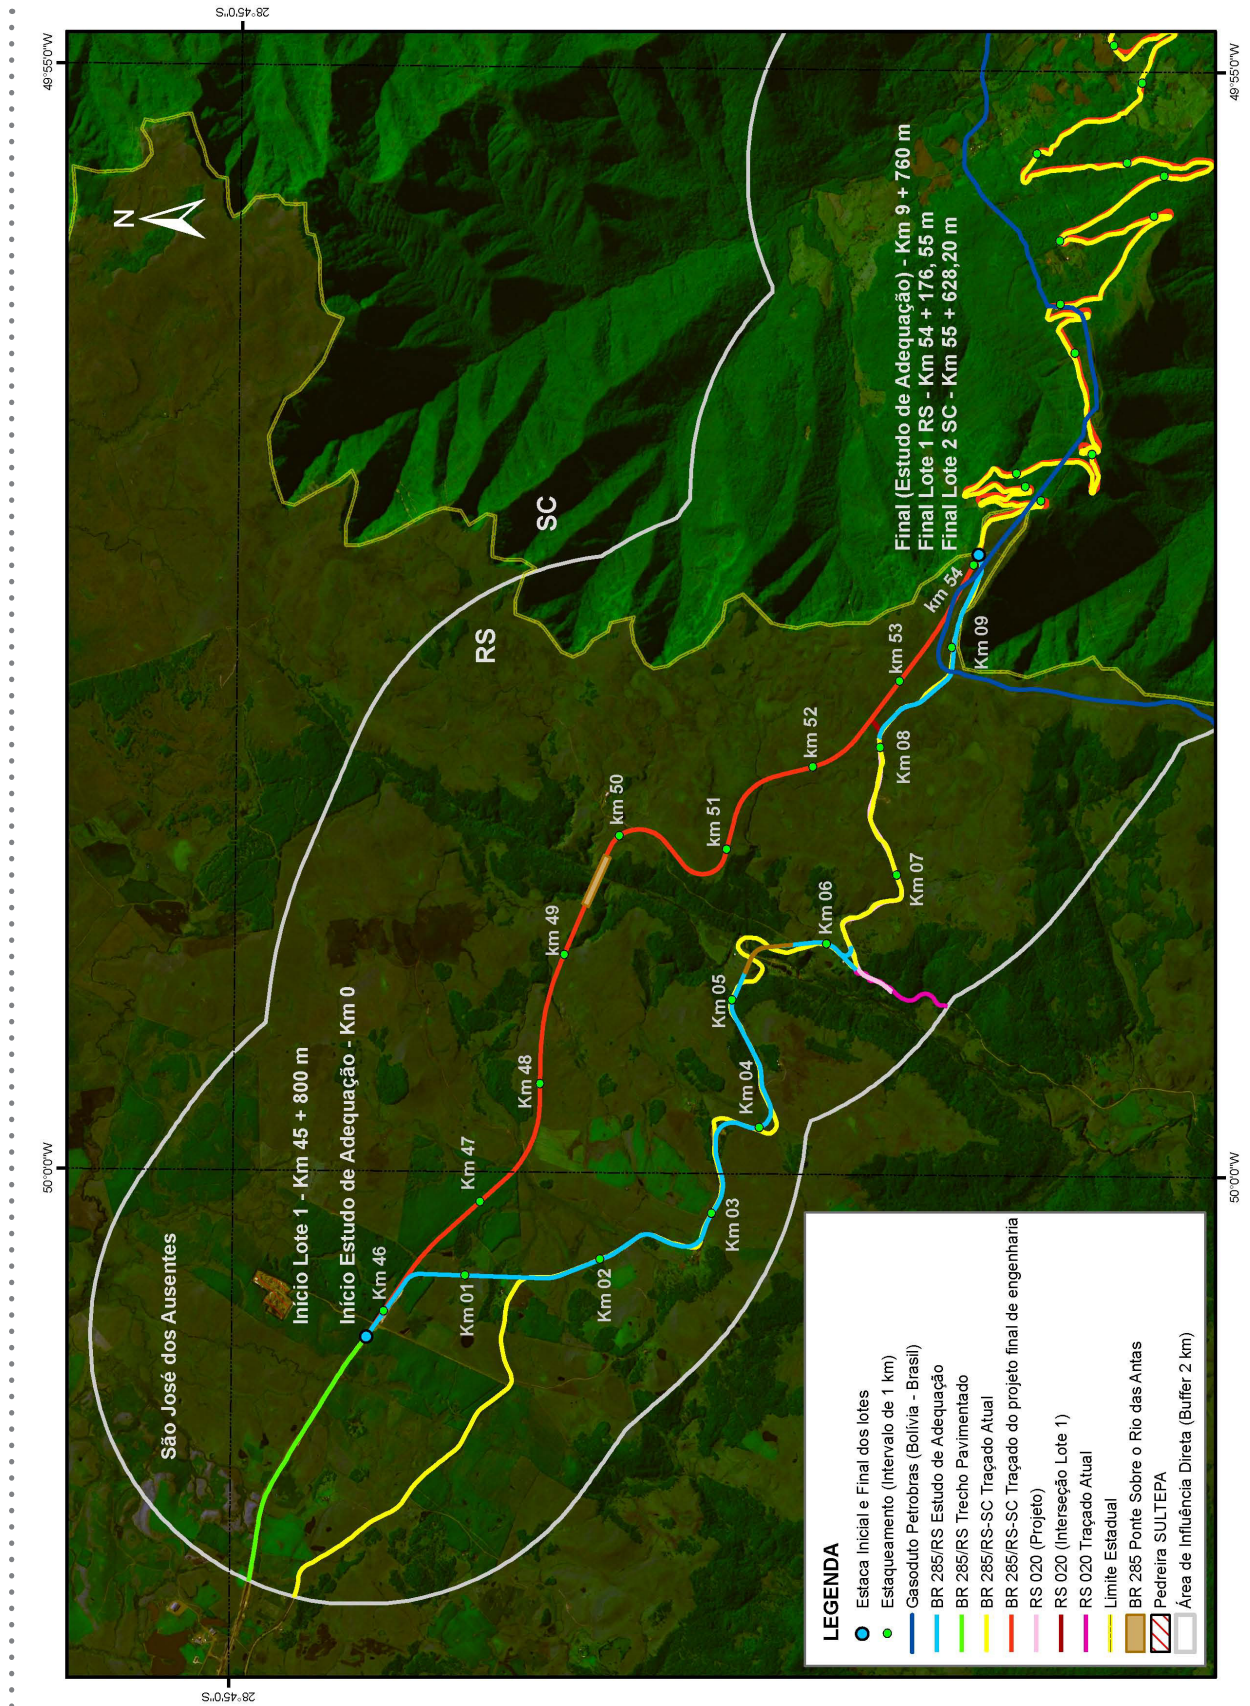 28°45'0"S
49°55'0"W
50°0'0"W
28°45'0"S
49°55'0"W
50°0'0"W
N
São José dos Ausentes
Início Lote 1 - Km 45 + 800 m
Início Estudo de Adequação - Km 0
RS
SC
Final (Estudo de Adequação) - Km 9 + 760 m
Final Lote 1 RS - Km 54 + 176, 55 m
Final Lote 2 SC - Km 55 + 628,20 m
Km 46
Km 47
Km 48
km 49
km 50
km 51
km 52
km 53
km 54
Km 01
Km 02
Km 03
Km 04
Km 05
Km 06
Km 07
Km 08
Km 09
LEGENDA
Estaca Inicial e Final dos lotes
Estaqueamento (Intervalo de 1 km)
Gasoduto Petrobras (Bolívia - Brasil)
BR 285/RS Estudo de Adequação
BR 285/RS Trecho Pavimentado
BR 285/RS-SC Traçado Atual
BR 285/RS-SC Traçado do projeto final de engenharia
RS 020 (Projeto)
RS 020 (Interseção Lote 1)
RS 020 Traçado Atual
Limite Estadual
BR 285 Ponte Sobre o Rio das Antas
Pedreira SULTEPA
Área de Influência Direta (Buffer 2 km)